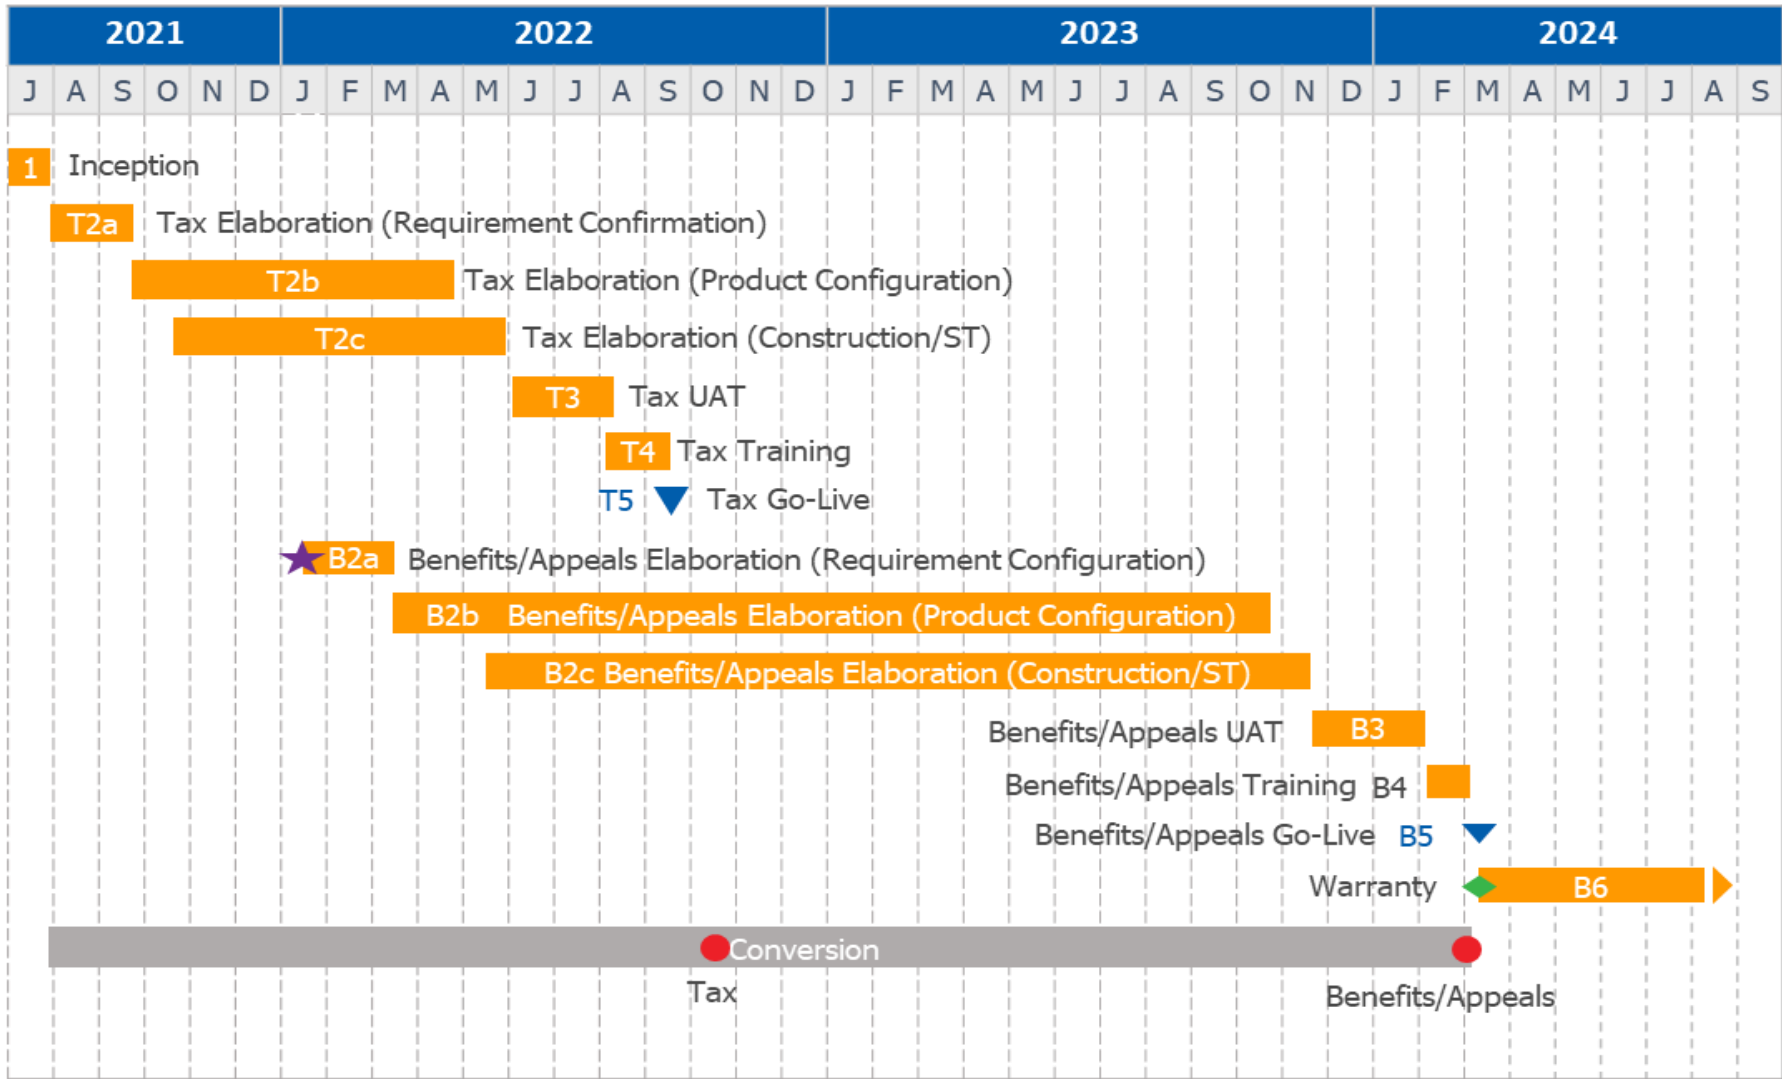 2021 2022 2023 2024
J A S O N D J F M A M J J A S O N D J F M A M J J A S O N D J F M A M J J A S
1 Inception
T2a Tax Elaboration (Requirement Confirmation)
T2b Tax Elaboration (Product Configuration)
T2c Tax Elaboration (Construction/ST)
T3 Tax UAT
T4 Tax Training
T5 Tax Go-Live
B2a Benefits/Appeals Elaboration (Requirement Configuration)
B2b Benefits/Appeals Elaboration (Product Configuration)
B2c Benefits/Appeals Elaboration (Construction/ST)
Benefits/Appeals UAT B3
Benefits/Appeals Training B4
Benefits/Appeals Go-Live B5
Warranty B6
Conversion
Tax Benefits/Appeals